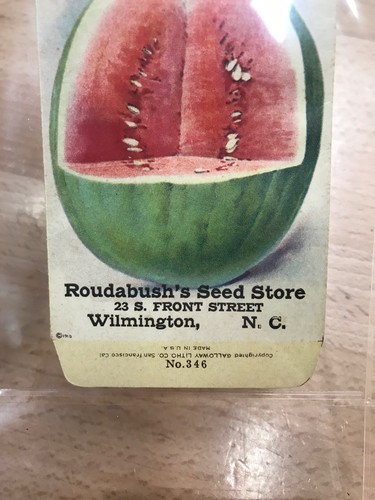 Roudabush's Seed Store
23 S. FRONT STREET
Wilmington, N. C.
Copyrighted GALLOWAY LITHO CO. San Francisco Cal
MADE IN U.S.A.
No.346